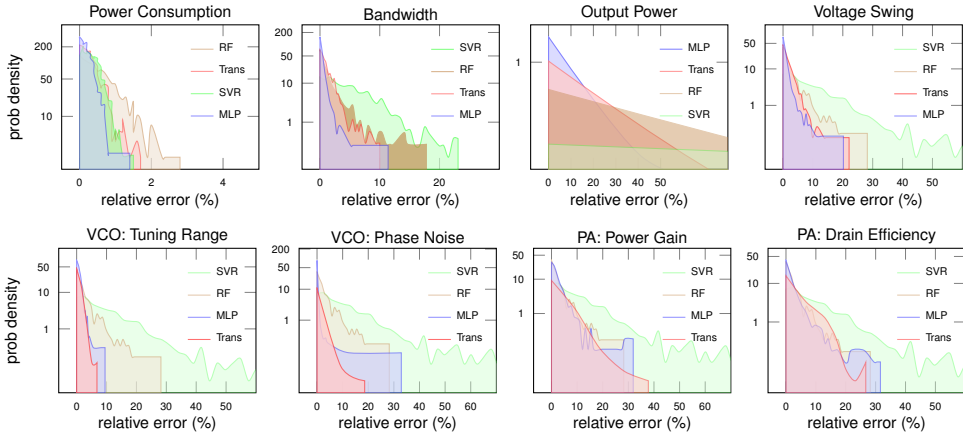 Power Consumption
Bandwidth
Output Power
Voltage Swing
prob density
200
50
10
RF
Trans
SVR
MLP
0 2 4
relative error (%)
200
50
10
1
SVR
RF
Trans
MLP
0 10 20
relative error (%)
1
MLP
Trans
RF
SVR
0 10 20 30 50
relative error (%)
50
10
1
SVR
RF
Trans
MLP
0 10 20 30 40 50
relative error (%)
VCO: Tuning Range
VCO: Phase Noise
PA: Power Gain
PA: Drain Efficiency
prob density
50
10
1
SVR
RF
MLP
Trans
0 10 20 30 40 50
relative error (%)
200
50
10
1
SVR
RF
MLP
Trans
0 10 20 30 40 50 60
relative error (%)
50
10
1
SVR
RF
MLP
Trans
0 10 20 30 40 50 60
relative error (%)
50
10
1
SVR
RF
MLP
Trans
0 10 20 30 40 50
relative error (%)